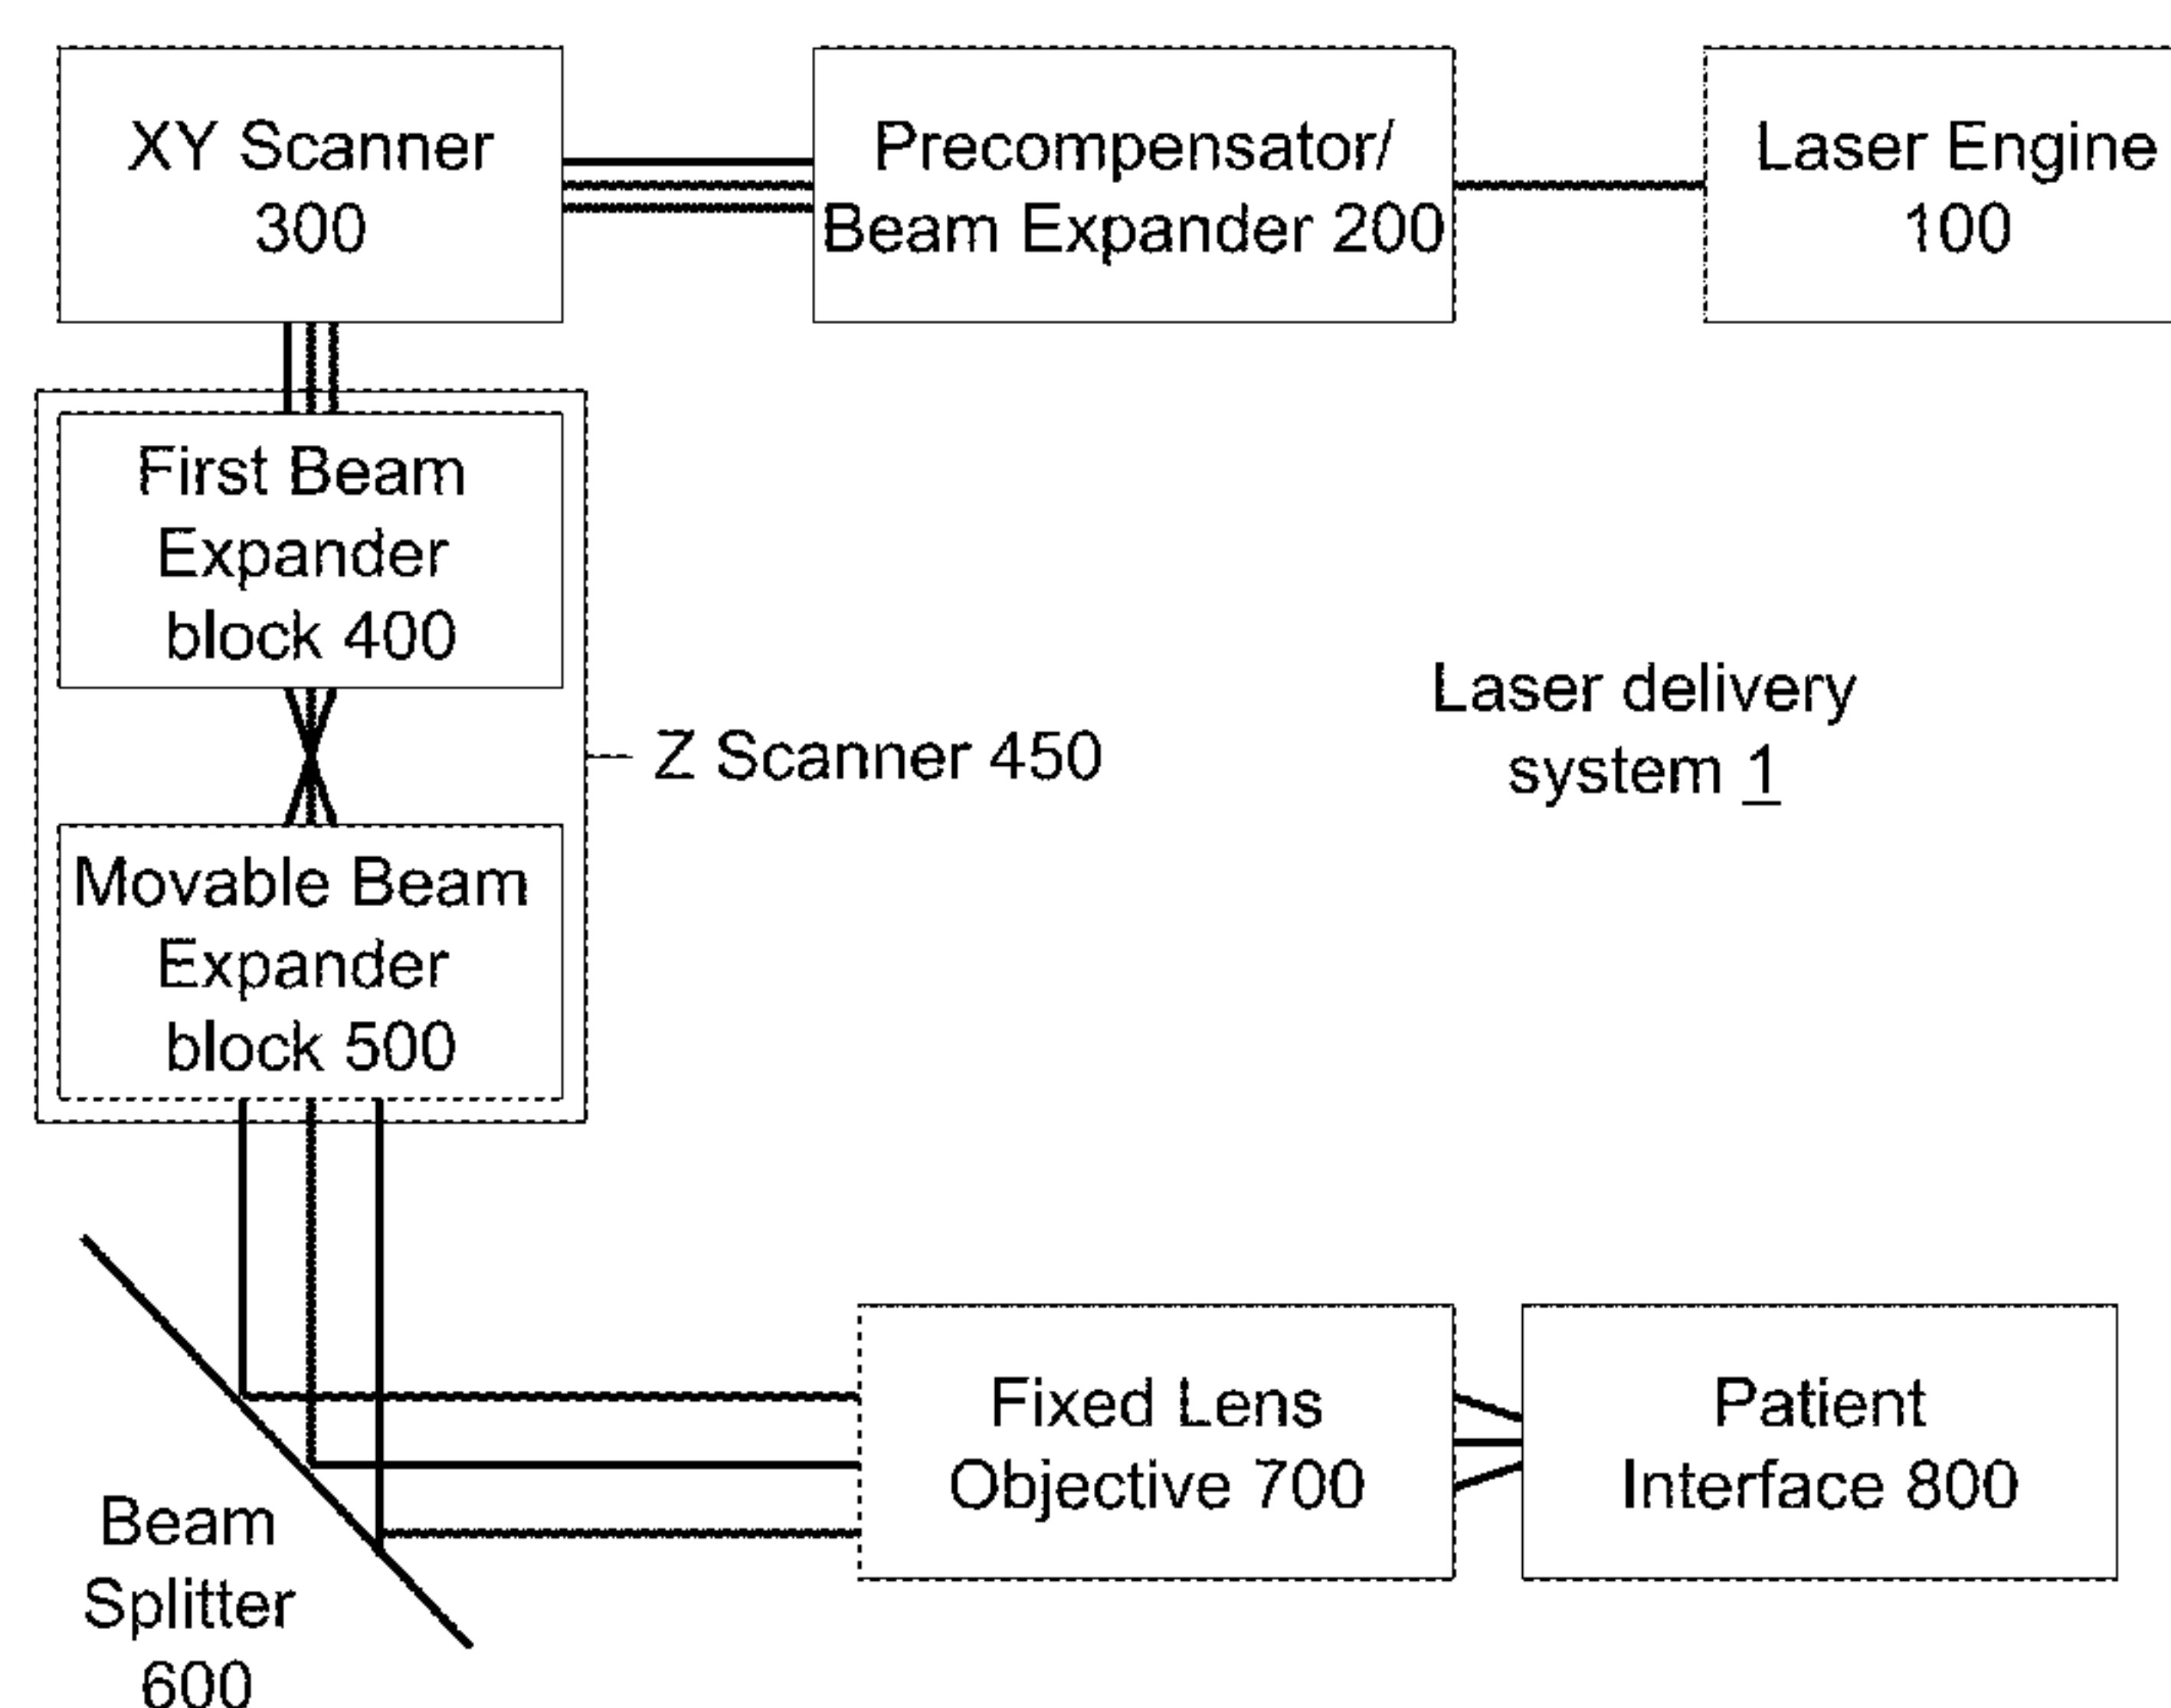 XY Scanner
300
Precompensator/
Beam Expander 200
Laser Engine
100
First Beam
Expander
block 400
Z Scanner 450
Laser delivery
system 1
Movable Beam
Expander
block 500
Beam
Splitter
600
Fixed Lens
Objective 700
Patient
Interface 800